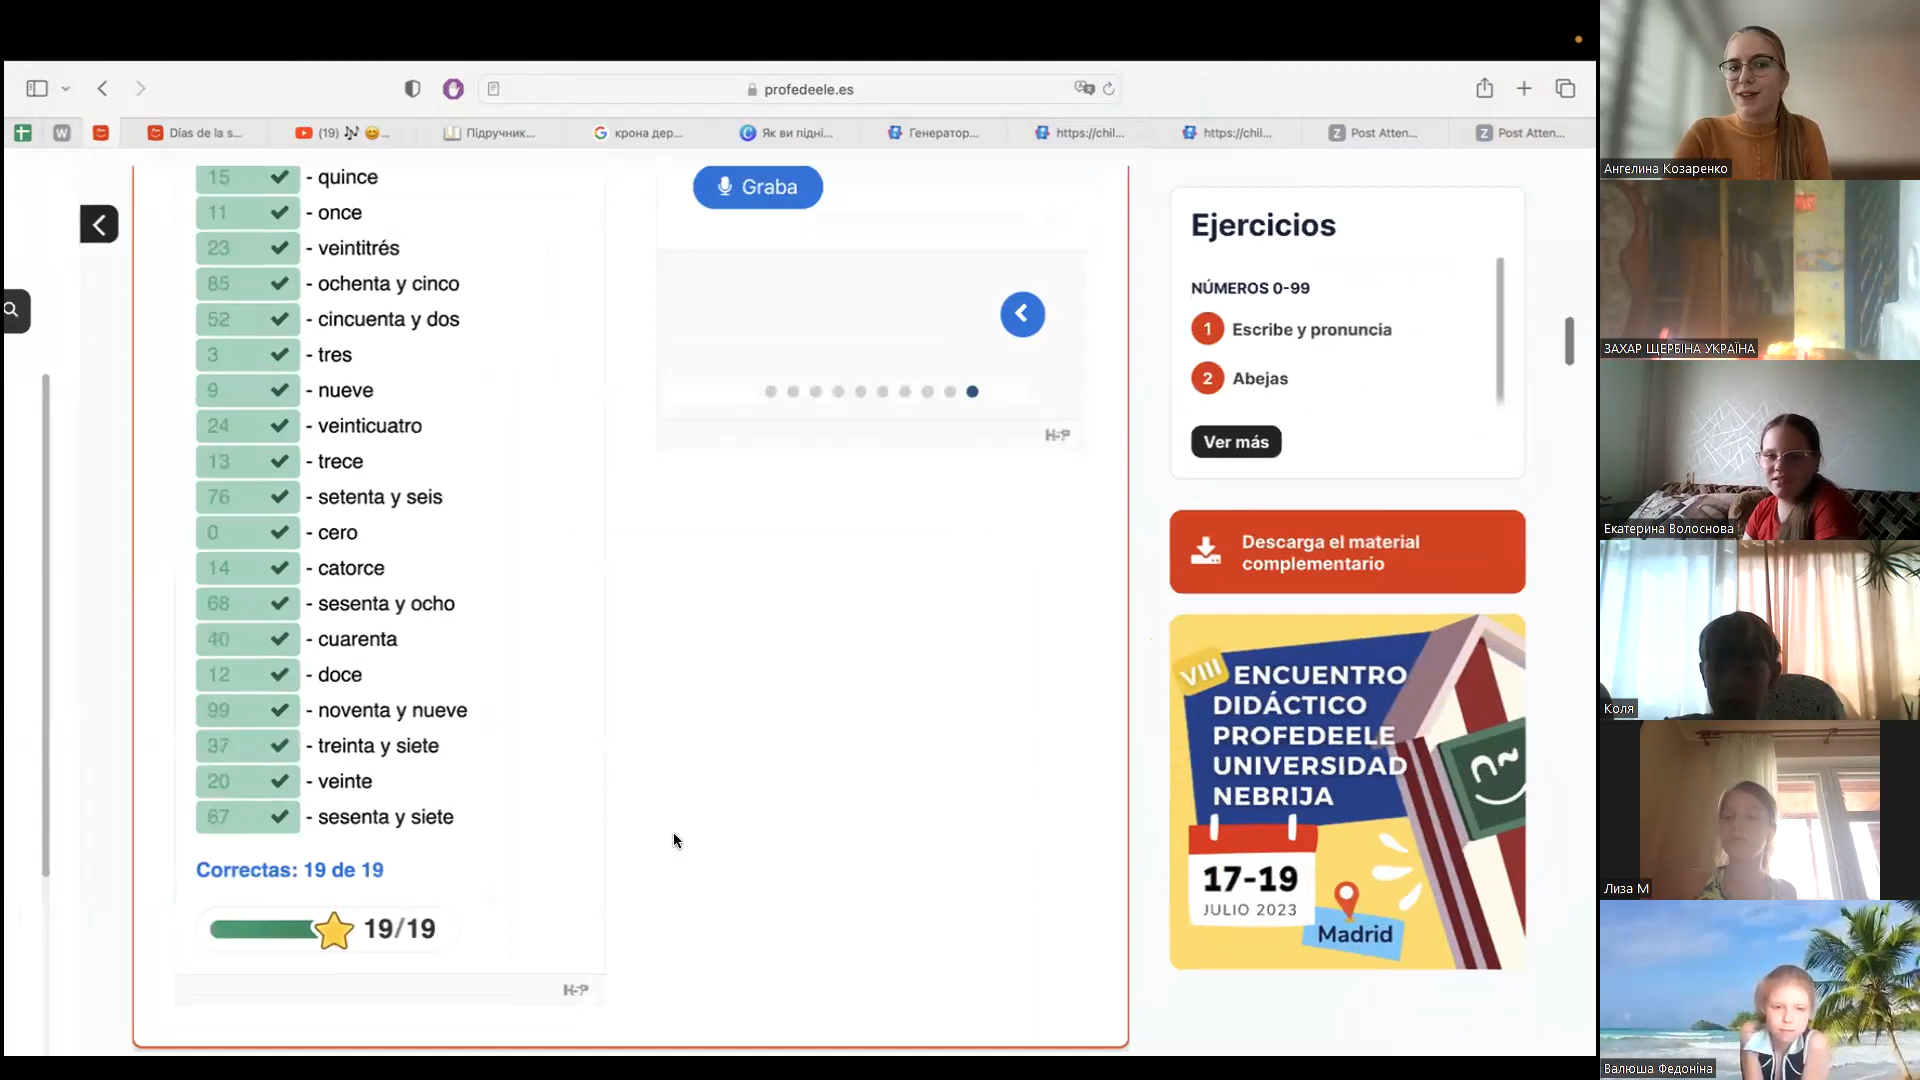 profedeele.es
W
Días de la s...
(19) 🎶 😄...
Підручник...
крона дер...
Як ви підні...
Генератор...
https://chil...
https://chil...
Z Post Atten...
Z Post Atten...
15 - quince
11 - once
23 - veintitrés
85 - ochenta y cinco
52 - cincuenta y dos
3 - tres
9 - nueve
24 - veinticuatro
13 - trece
76 - setenta y seis
0 - cero
14 - catorce
68 - sesenta y ocho
40 - cuarenta
12 - doce
99 - noventa y nueve
37 - treinta y siete
20 - veinte
67 - sesenta y siete
Correctas: 19 de 19
19/19
H5P
Graba
H5P
Ejercicios
NÚMEROS 0-99
1 Escribe y pronuncia
2 Abejas
Ver más
Descarga el material
complementario
VIII ENCUENTRO
DIDÁCTICO
PROFEDEELE
UNIVERSIDAD
NEBRIJA
17-19
JULIO 2023
Madrid
Ангелина Козаренко
ЗАХАР ЩЕРБІНА УКРАЇНА
Екатерина Волоснова
Коля
Лиза М
Валюша Федоніна